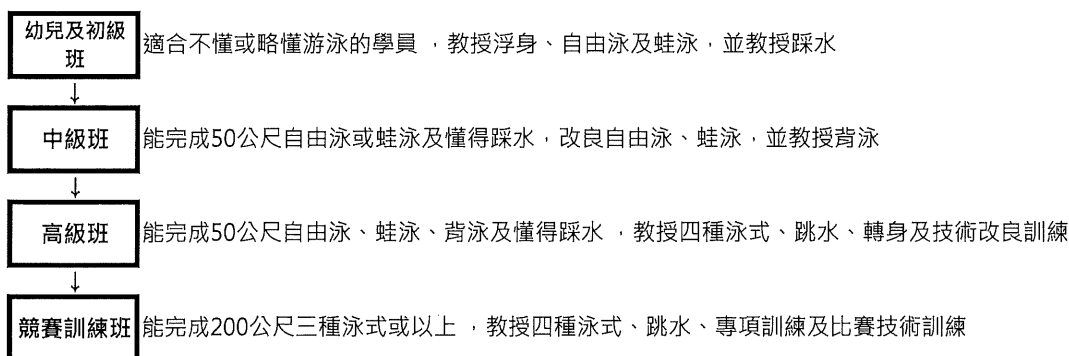 幼兒及初級
班
適合不懂或略懂游泳的學員 ，教授浮身、自由泳及蛙泳，並教授踩水
↓
中級班
能完成50公尺自由泳或蛙泳及懂得踩水，改良自由泳、蛙泳，並教授背泳
↓
高級班
能完成50公尺自由泳、蛙泳、背泳及懂得踩水 ，教授四種泳式、跳水、轉身及技術改良訓練
↓
競賽訓練班
能完成200公尺三種泳式或以上 ，教授四種泳式、跳水、專項訓練及比賽技術訓練